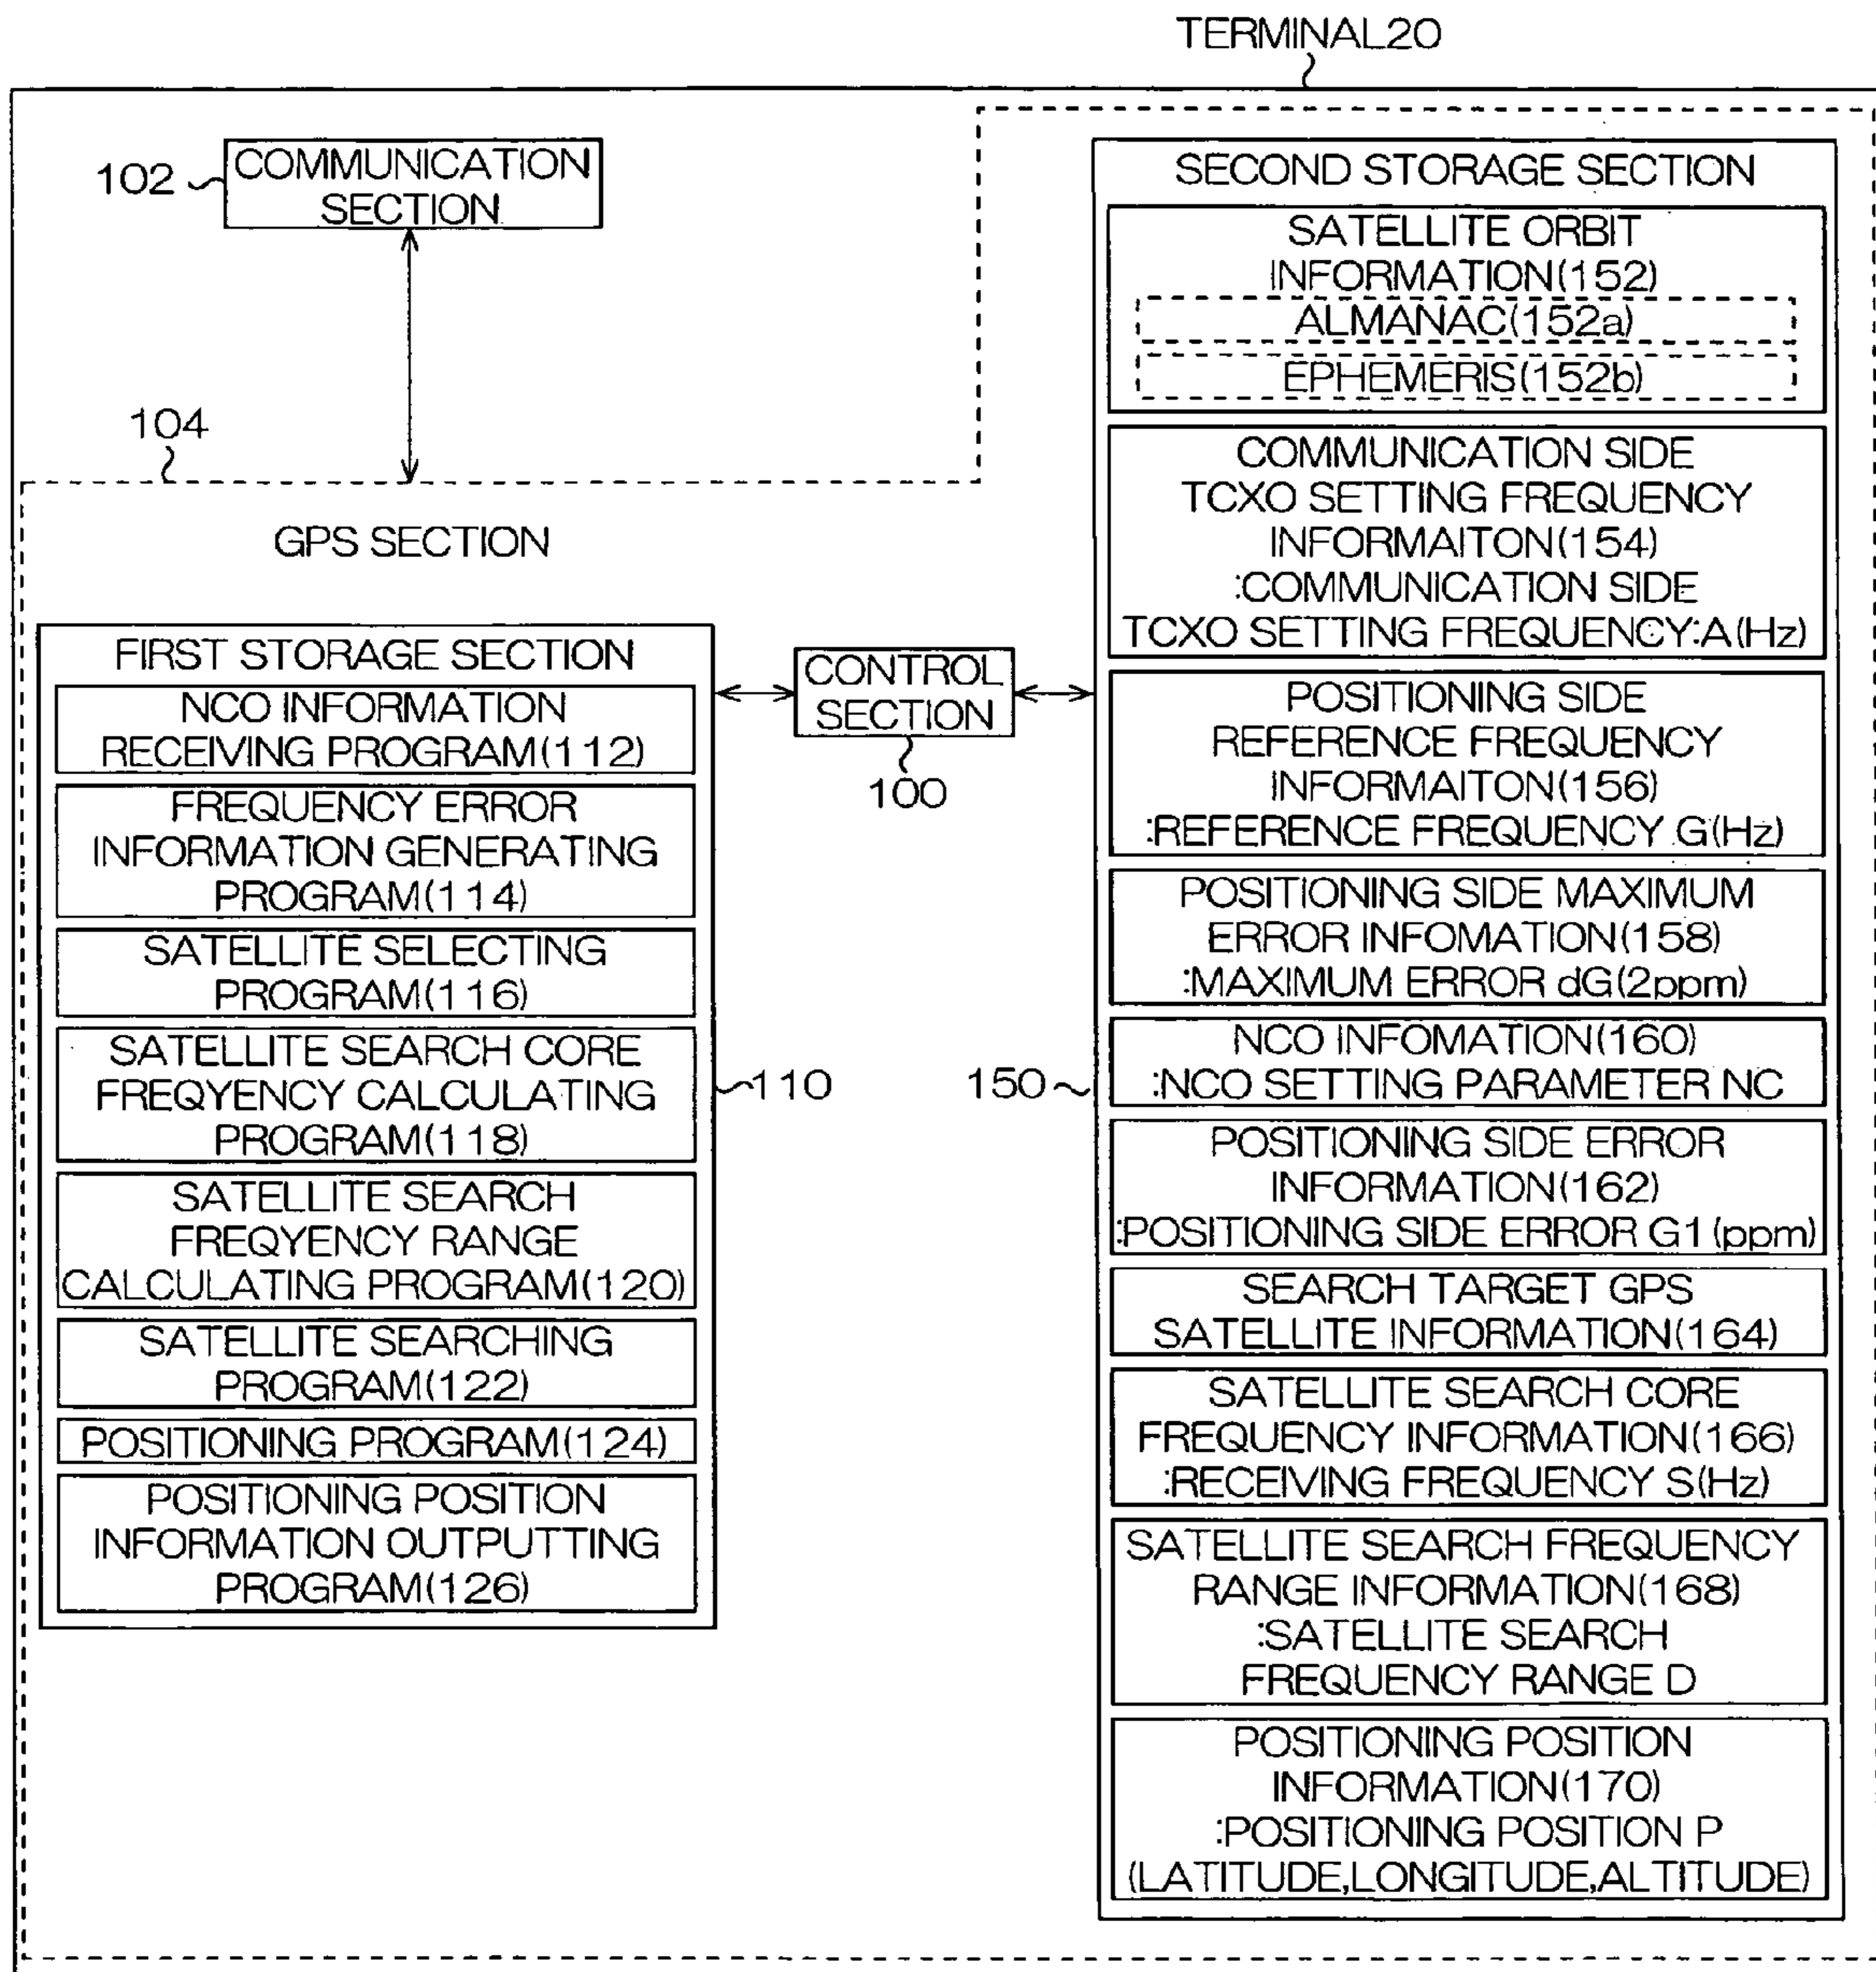 TERMINAL20
102
COMMUNICATION
SECTION
104
GPS SECTION
FIRST STORAGE SECTION
NCO INFORMATION
RECEIVING PROGRAM(112)
FREQUENCY ERROR
INFORMATION GENERATING
PROGRAM(114)
SATELLITE SELECTING
PROGRAM(116)
SATELLITE SEARCH CORE
FREQYENCY CALCULATING
PROGRAM(118)
SATELLITE SEARCH
FREQYENCY RANGE
CALCULATING PROGRAM(120)
SATELLITE SEARCHING
PROGRAM(122)
POSITIONING PROGRAM(124)
POSITIONING POSITION
INFORMATION OUTPUTTING
PROGRAM(126)
110
CONTROL
SECTION
100
150
SECOND STORAGE SECTION
SATELLITE ORBIT
INFORMATION(152)
ALMANAC(152a)
EPHEMERIS(152b)
COMMUNICATION SIDE
TCXO SETTING FREQUENCY
INFORMAITON(154)
:COMMUNICATION SIDE
TCXO SETTING FREQUENCY:A(Hz)
POSITIONING SIDE
REFERENCE FREQUENCY
INFORMAITON(156)
:REFERENCE FREQUENCY G(Hz)
POSITIONING SIDE MAXIMUM
ERROR INFOMATION(158)
:MAXIMUM ERROR dG(2ppm)
NCO INFOMATION(160)
:NCO SETTING PARAMETER NC
POSITIONING SIDE ERROR
INFORMATION(162)
:POSITIONING SIDE ERROR G1(ppm)
SEARCH TARGET GPS
SATELLITE INFORMATION(164)
SATELLITE SEARCH CORE
FREQUENCY INFORMATION(166)
:RECEIVING FREQUENCY S(Hz)
SATELLITE SEARCH FREQUENCY
RANGE INFORMATION(168)
:SATELLITE SEARCH
FREQUENCY RANGE D
POSITIONING POSITION
INFORMATION(170)
:POSITIONING POSITION P
(LATITUDE,LONGITUDE,ALTITUDE)